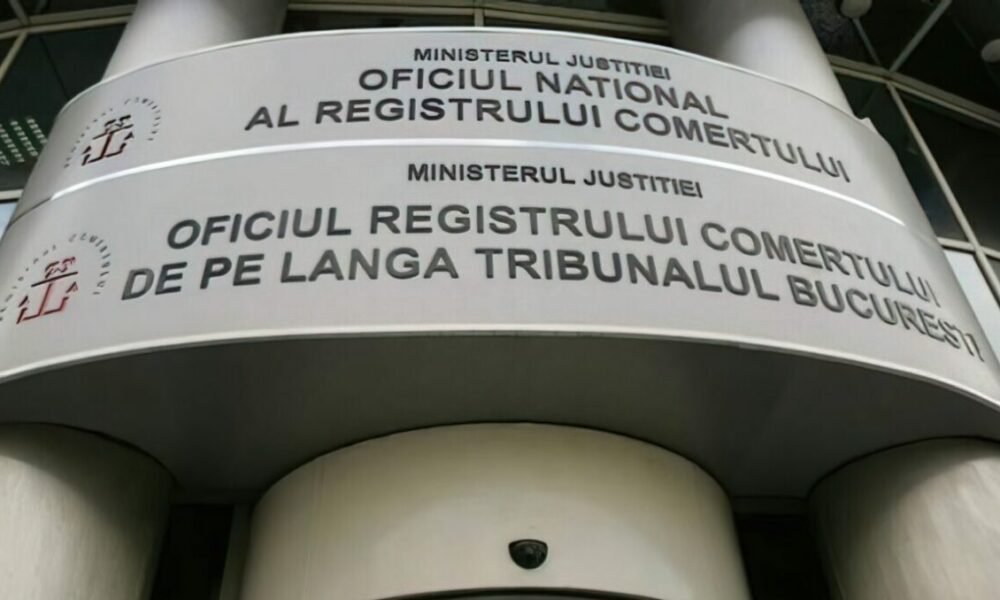 MINISTERUL JUSTITIEI
OFICIUL NATIONAL
AL REGISTRULUI COMERTULUI
MINISTERUL JUSTITIEI
OFICIUL REGISTRULUI COMERTULUI
DE PE LANGA TRIBUNALUL BUCURESTI